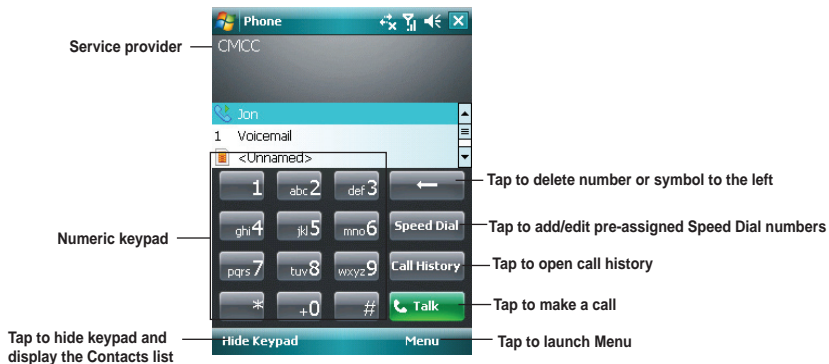 Phone
Service provider
CMCC
Jon
1 Voicemail
<Unnamed>
1 abc2 def3
Tap to delete number or symbol to the left
ghi4 jkl5 mno6 Speed Dial
Tap to add/edit pre-assigned Speed Dial numbers
Numeric keypad
pqrs7 tuv8 wxyz9 Call History
Tap to open call history
* +0 # Talk
Tap to make a call
Tap to hide keypad and
display the Contacts list
Hide Keypad Menu
Tap to launch Menu